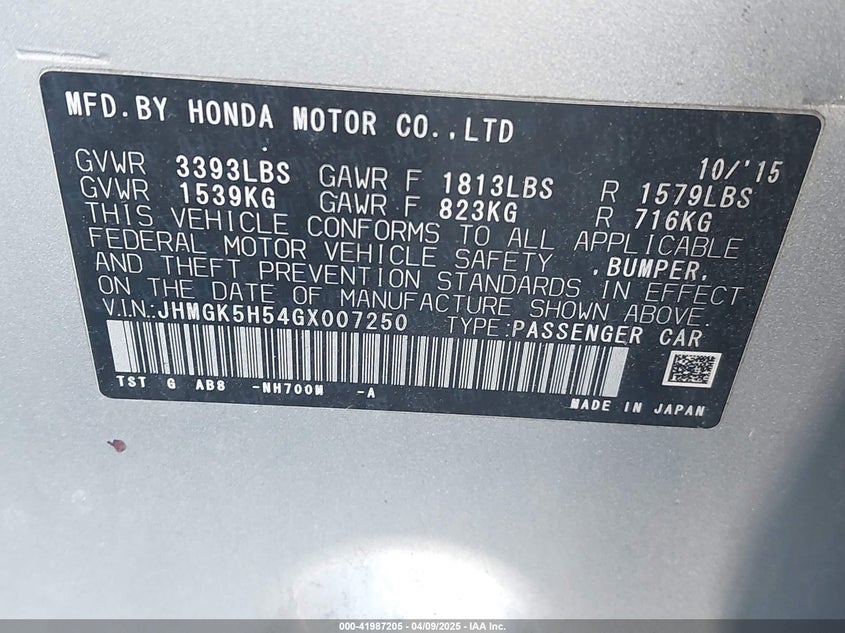 MFD.BY HONDA MOTOR CO.,LTD
10/'15
GVWR 3393LBS GAWR F 1813LBS R 1579LBS
GVWR 1539KG GAWR F 823KG R 716KG
THIS VEHICLE CONFORMS TO ALL APPLICABLE
FEDERAL MOTOR VEHICLE SAFETY ,BUMPER,
AND THEFT PREVENTION STANDARDS IN EFFECT
ON THE DATE OF MANUFACTURE SHOWN ABOVE.
V.I.N.:JHMGK5H54GX007250 TYPE:PASSENGER CAR
TST G AB8 -NH700M -A
MADE IN JAPAN
000-41987205 - 04/09/2025 - IAA Inc.